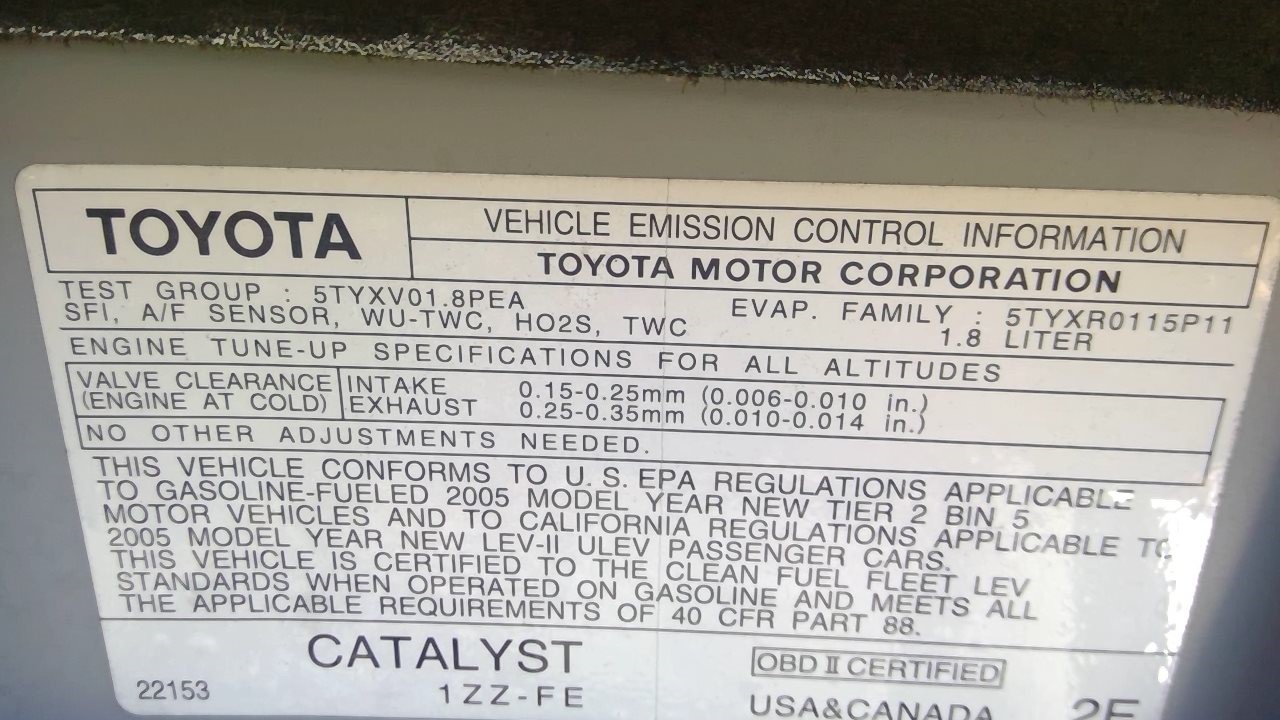 TOYOTA
VEHICLE EMISSION CONTROL INFORMATION
TOYOTA MOTOR CORPORATION
TEST GROUP : 5TYXV01.8PEA
EVAP. FAMILY : 5TYXR0115P11
SFI, A/F SENSOR, WU-TWC, HO2S, TWC
1.8 LITER
ENGINE TUNE-UP SPECIFICATIONS FOR ALL ALTITUDES
VALVE CLEARANCE INTAKE 0.15-0.25mm (0.006-0.010 in.)
(ENGINE AT COLD) EXHAUST 0.25-0.35mm (0.010-0.014 in.)
NO OTHER ADJUSTMENTS NEEDED.
THIS VEHICLE CONFORMS TO U.S. EPA REGULATIONS APPLICABLE
TO GASOLINE-FUELED 2005 MODEL YEAR NEW TIER 2 BIN 5
MOTOR VEHICLES AND TO CALIFORNIA REGULATIONS APPLICABLE TO
2005 MODEL YEAR NEW LEV-II ULEV PASSENGER CARS.
THIS VEHICLE IS CERTIFIED TO THE CLEAN FUEL FLEET LEV
STANDARDS WHEN OPERATED ON GASOLINE AND MEETS ALL
THE APPLICABLE REQUIREMENTS OF 40 CFR PART 88.
CATALYST
OBD II CERTIFIED
22153
1ZZ-FE
USA&CANADA